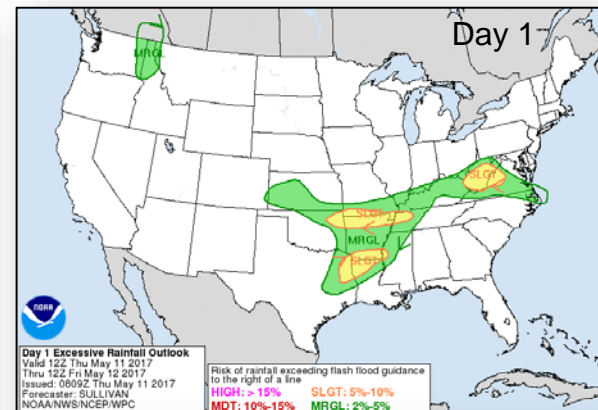 Day 1
MRGL
SLGT
SLGT
MRGL
SLGT
NOAA
Day 1 Excessive Rainfall Outlook
Valid 12Z Thu May 11 2017
Thru 12Z Fri May 12 2017
Issued: 0809Z Thu May 11 2017
Forecaster: SULLIVAN
NOAA/NWS/NCEP/WPC
Risk of rainfall exceeding flash flood guidance
to the right of a line
HIGH: > 15% SLGT: 5%-10%
MDT: 10%-15% MRGL: 2%-5%